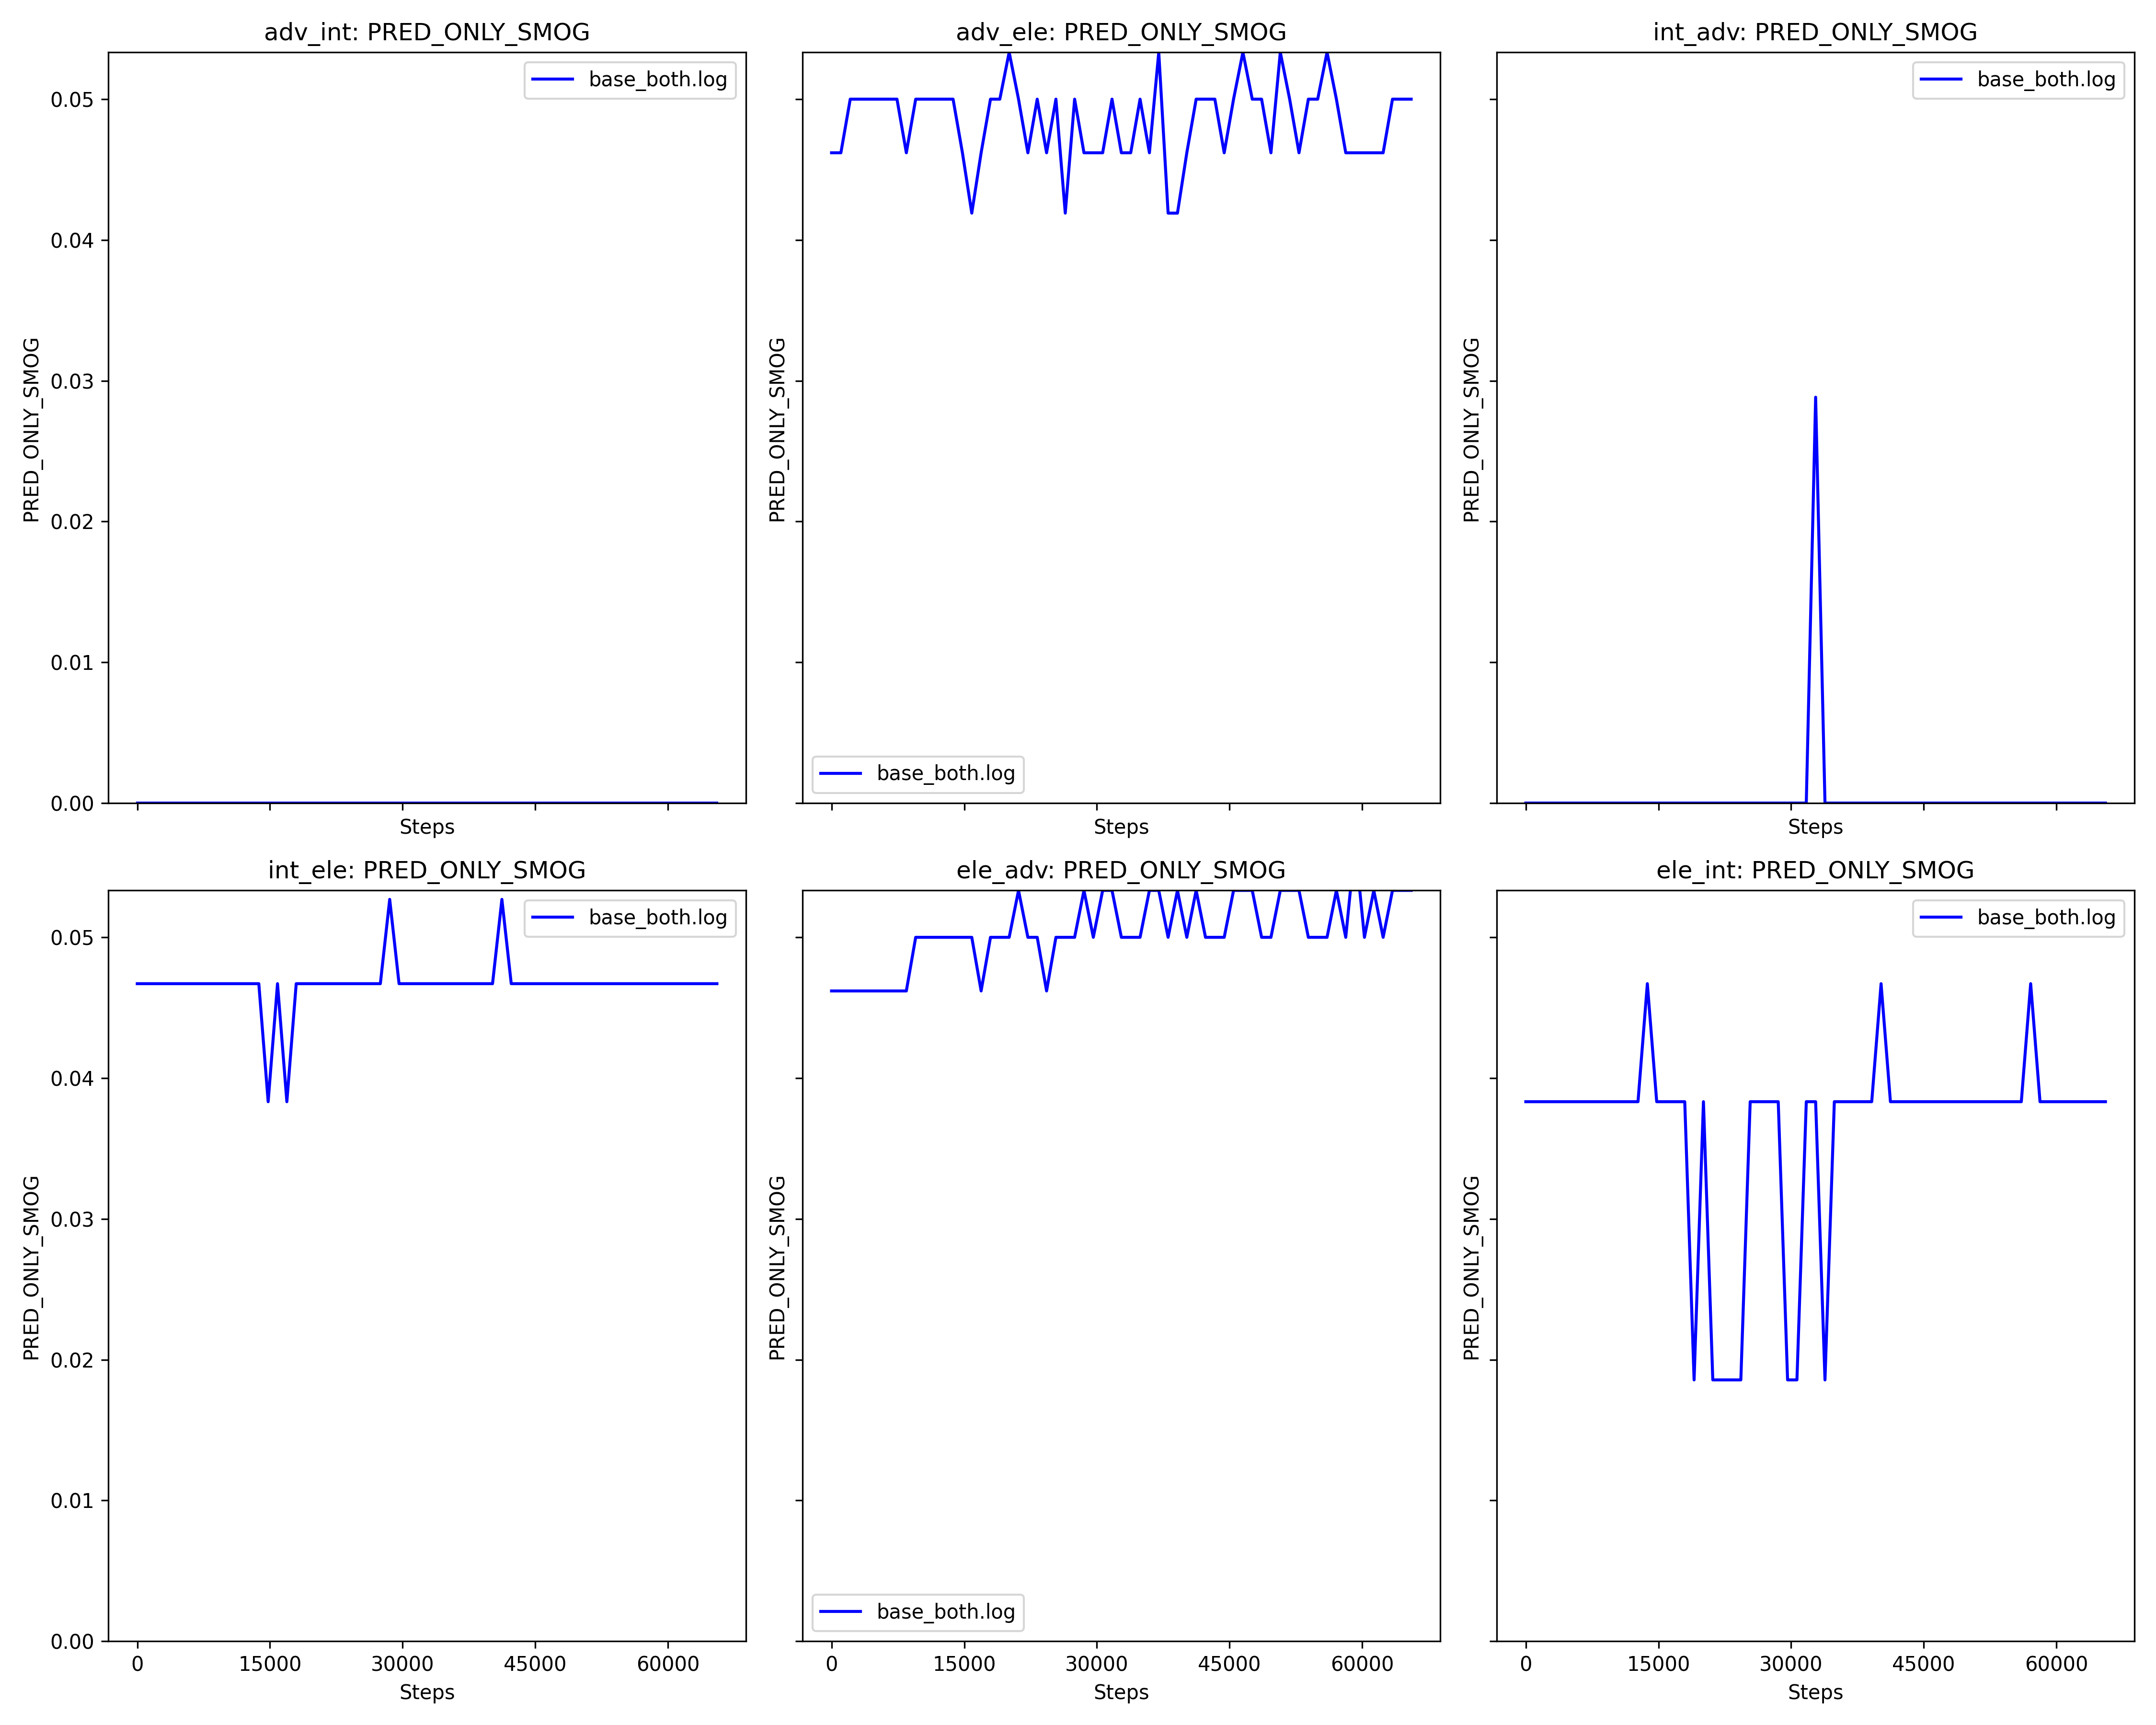 adv_int: PRED_ONLY_SMOG
adv_ele: PRED_ONLY_SMOG
int_adv: PRED_ONLY_SMOG
base_both.log
base_both.log
base_both.log
PRED_ONLY_SMOG
PRED_ONLY_SMOG
PRED_ONLY_SMOG
0.05
0.04
0.03
0.02
0.01
0.00
Steps
Steps
Steps
int_ele: PRED_ONLY_SMOG
ele_adv: PRED_ONLY_SMOG
ele_int: PRED_ONLY_SMOG
base_both.log
base_both.log
base_both.log
PRED_ONLY_SMOG
PRED_ONLY_SMOG
PRED_ONLY_SMOG
0.05
0.04
0.03
0.02
0.01
0.00
0 15000 30000 45000 60000
0 15000 30000 45000 60000
0 15000 30000 45000 60000
Steps
Steps
Steps